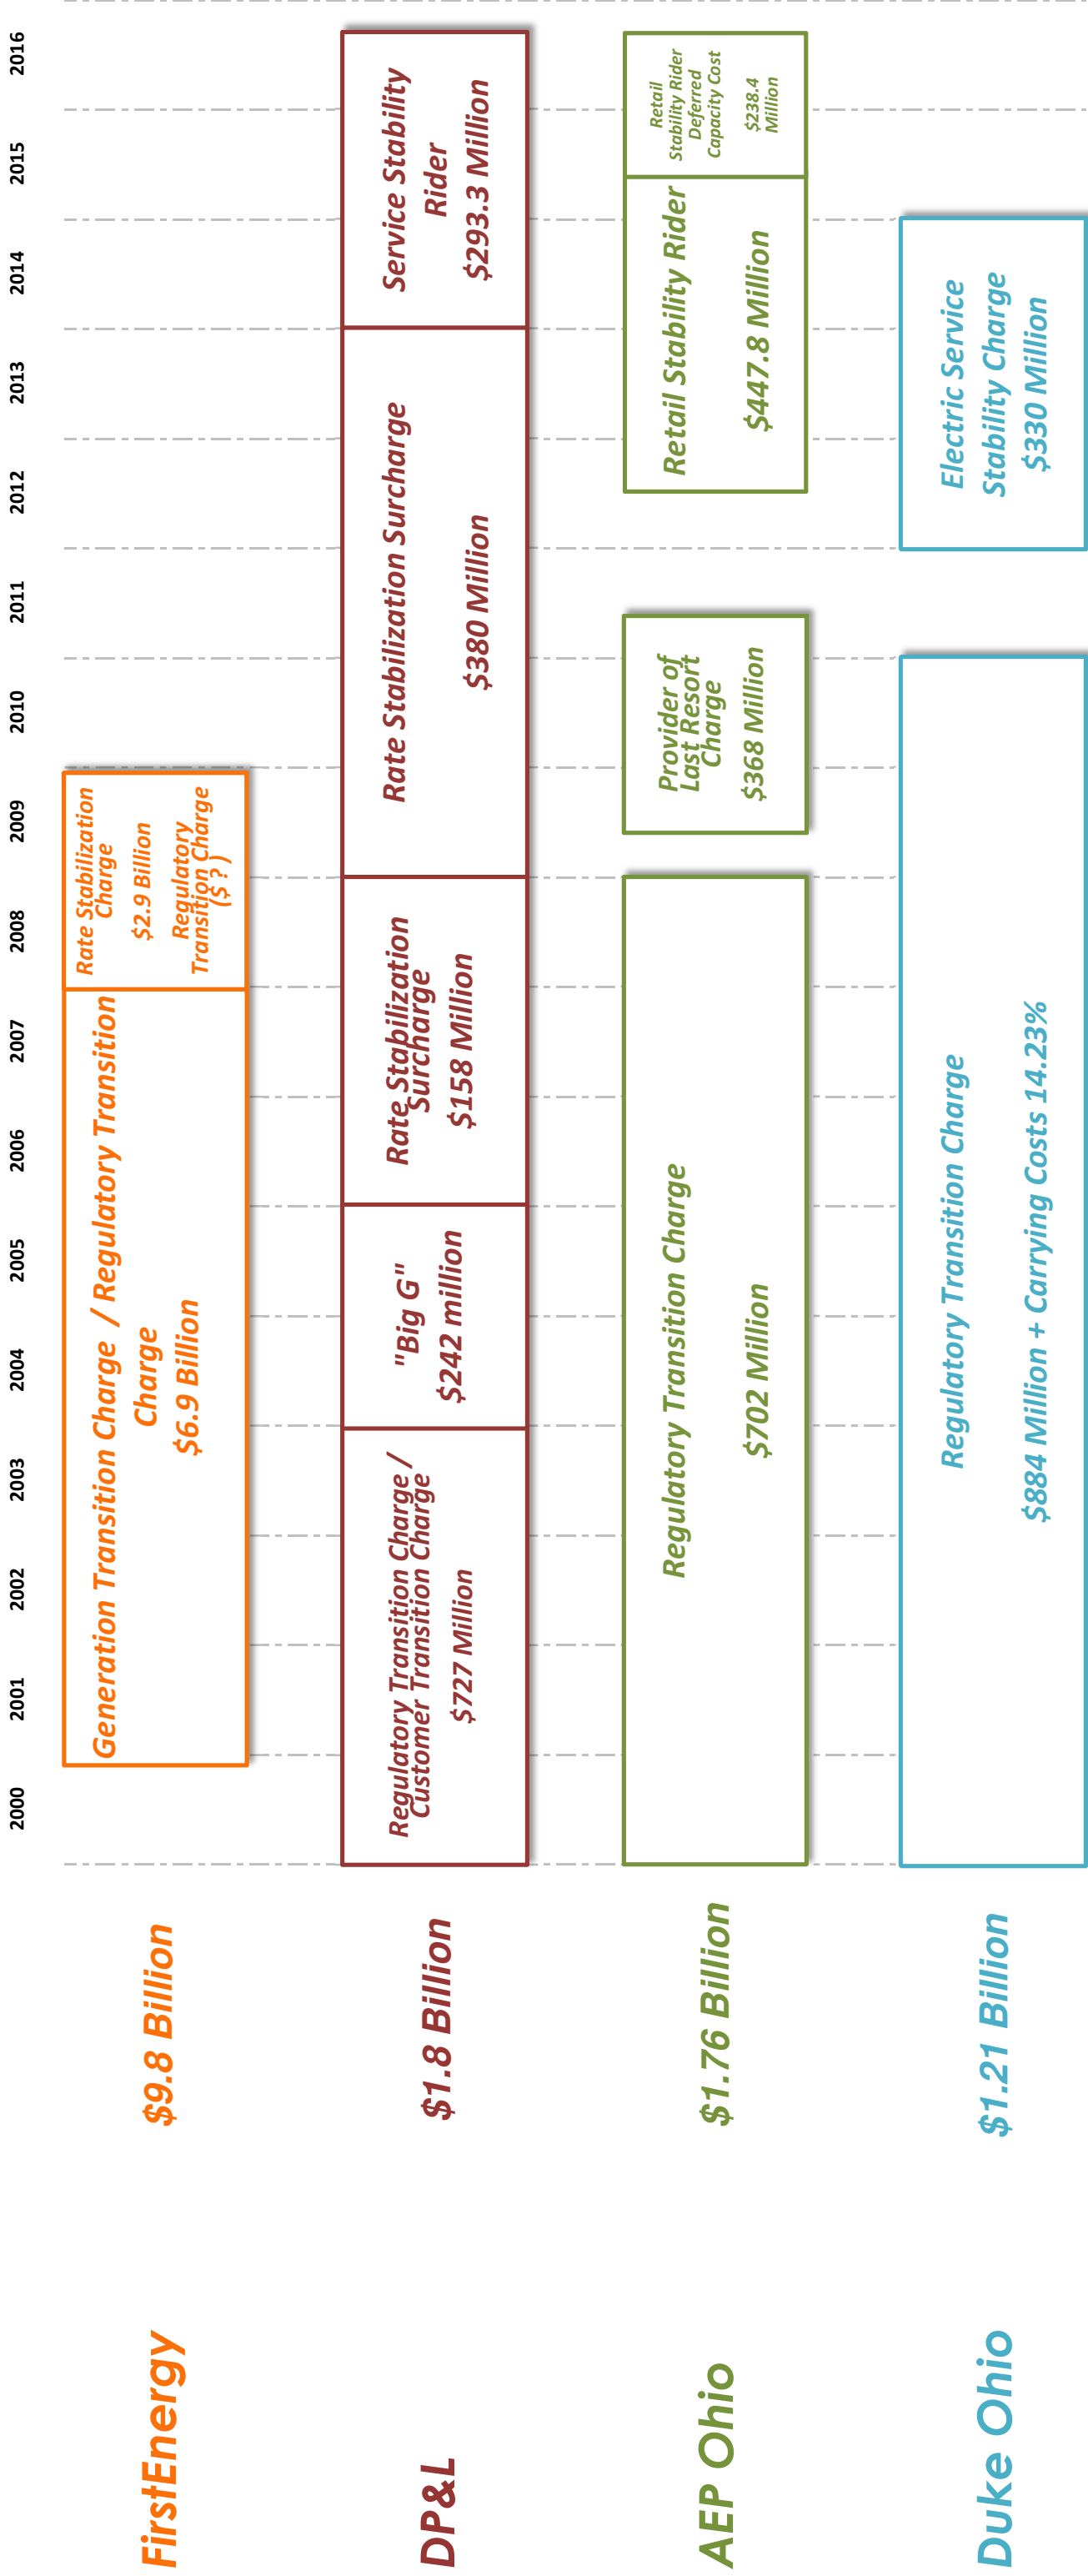 2000 2001 2002 2003 2004 2005 2006 2007 2008 2009 2010 2011 2012 2013 2014 2015 2016
FirstEnergy
$9.8 Billion
Generation Transition Charge / Regulatory Transition
Charge
$6.9 Billion
Rate Stabilization
Charge
$2.9 Billion
Regulatory
Transition Charge
($ ? )
DP&L
$1.8 Billion
Regulatory Transition Charge /
Customer Transition Charge
$727 Million
"Big G"
$242 million
Rate Stabilization
Surcharge
$158 Million
Rate Stabilization Surcharge
$380 Million
Service Stability
Rider
$293.3 Million
AEP Ohio
$1.76 Billion
Regulatory Transition Charge
$702 Million
Provider of
Last Resort
Charge
$368 Million
Retail Stability Rider
$447.8 Million
Retail
Stability Rider
Deferred
Capacity Cost
$238.4
Million
Duke Ohio
$1.21 Billion
Regulatory Transition Charge
$884 Million + Carrying Costs 14.23%
Electric Service
Stability Charge
$330 Million